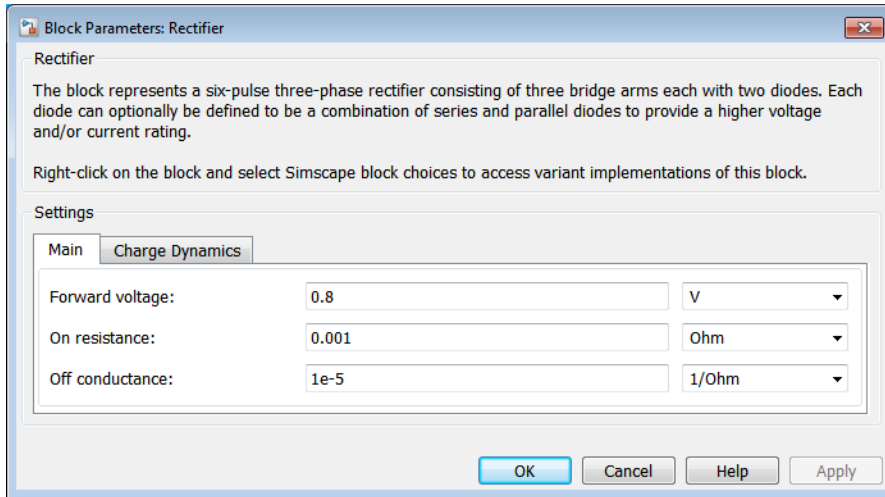 Block Parameters: Rectifier
Rectifier
The block represents a six-pulse three-phase rectifier consisting of three bridge arms each with two diodes. Each
diode can optionally be defined to be a combination of series and parallel diodes to provide a higher voltage
and/or current rating.
Right-click on the block and select Simscape block choices to access variant implementations of this block.
Settings
Main Charge Dynamics
Forward voltage: 0.8 V
On resistance: 0.001 Ohm
Off conductance: 1e-5 1/Ohm
OK Cancel Help Apply